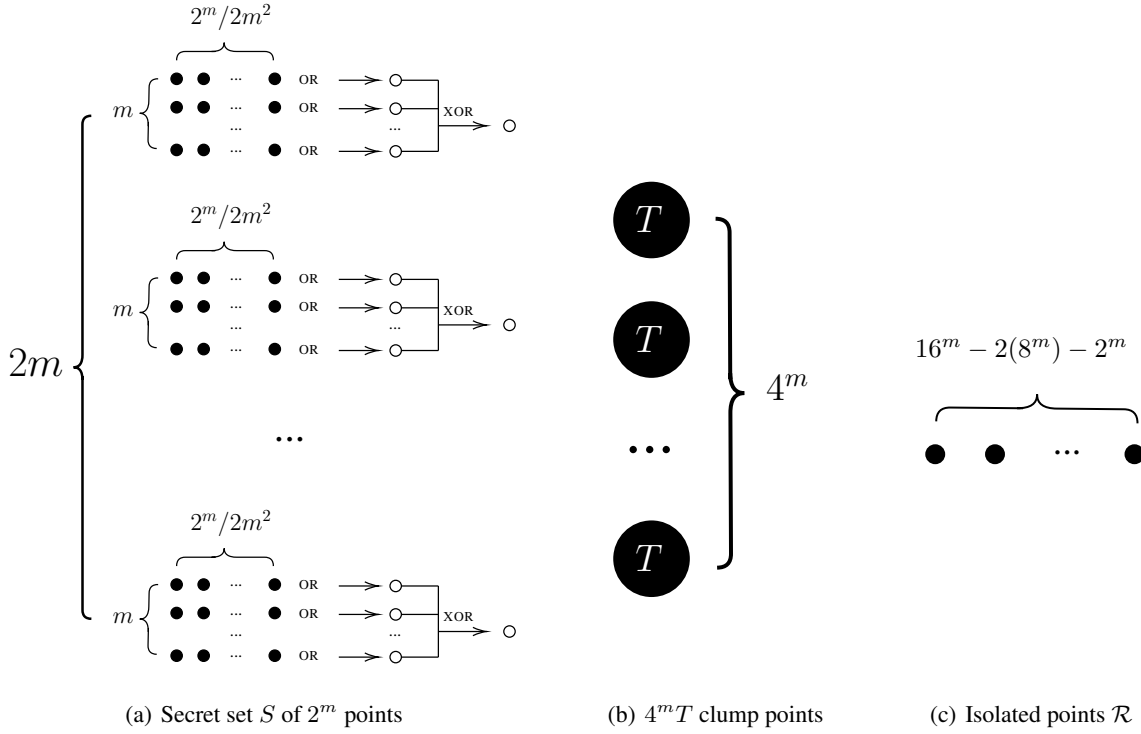 2^m/2m^2
m
... OR
... OR ... XOR
...
... OR
2^m/2m^2
m
... OR
... OR ... XOR
...
... OR
2m
...
2^m/2m^2
m
... OR
... OR ... XOR
...
... OR
(a) Secret set S of 2^m points
T
T
...
T
4^m
(b) 4^mT clump points
16^m − 2(8^m) − 2^m
...
(c) Isolated points ℛ